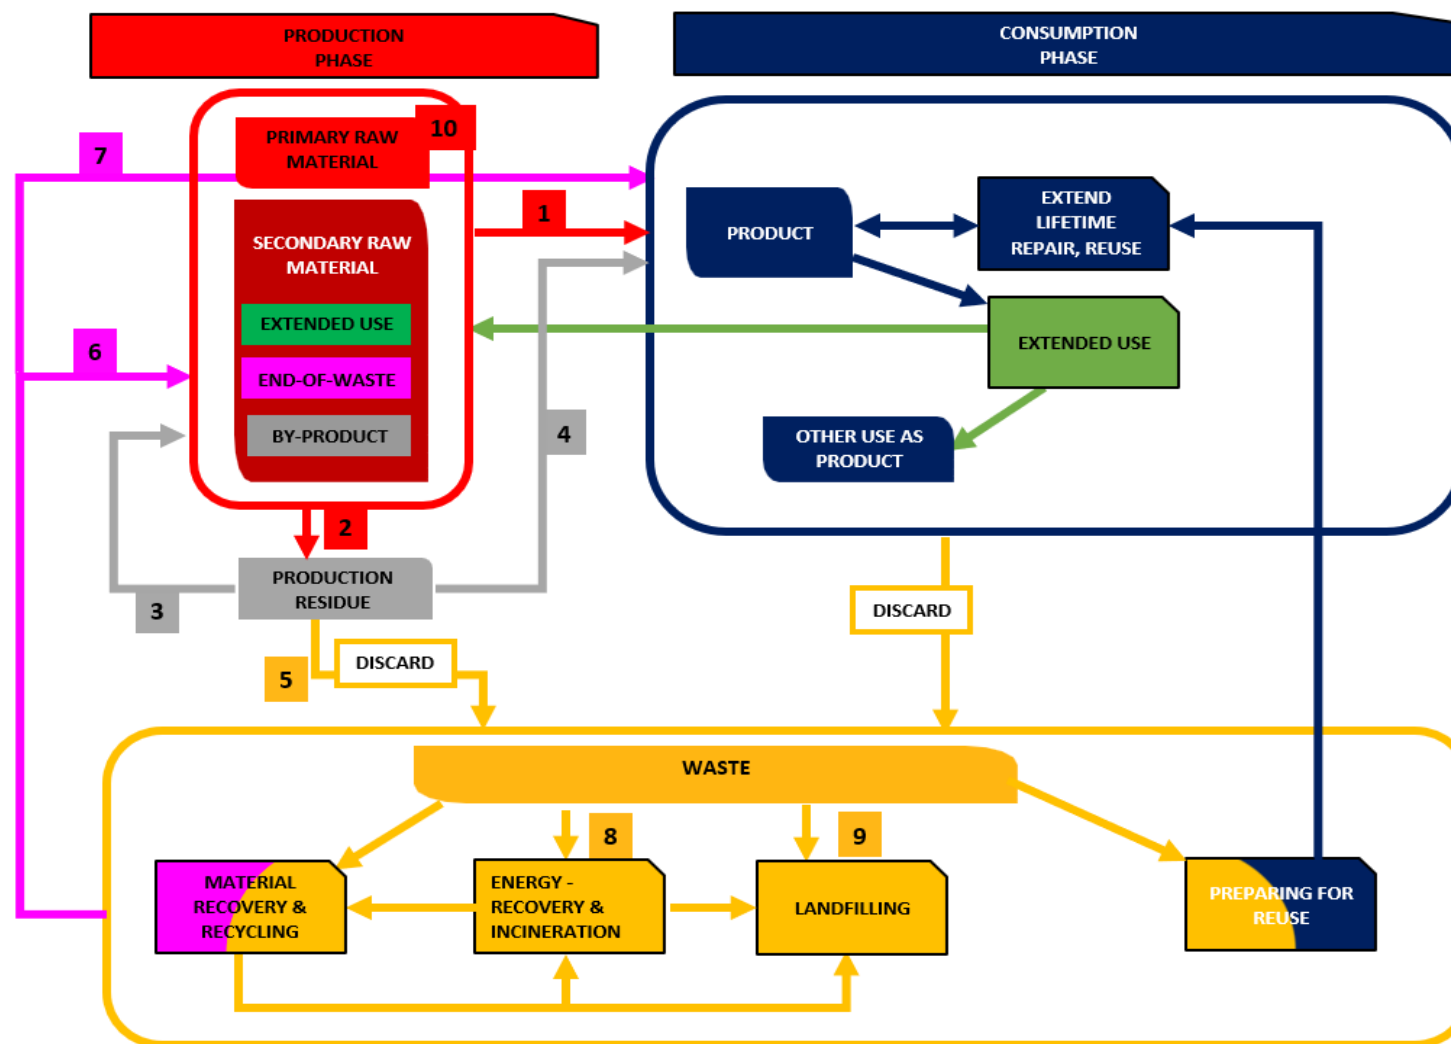 PRODUCTION
PHASE
CONSUMPTION
PHASE
10
PRIMARY RAW
MATERIAL
7
1
SECONDARY RAW
MATERIAL
EXTENDED USE
END-OF-WASTE
BY-PRODUCT
6
4
PRODUCT
EXTEND
LIFETIME
REPAIR, REUSE
EXTENDED USE
OTHER USE AS
PRODUCT
2
PRODUCTION
RESIDUE
3
5
DISCARD
DISCARD
WASTE
8
9
MATERIAL
RECOVERY &
RECYCLING
ENERGY -
RECOVERY &
INCINERATION
LANDFILLING
PREPARING FOR
REUSE